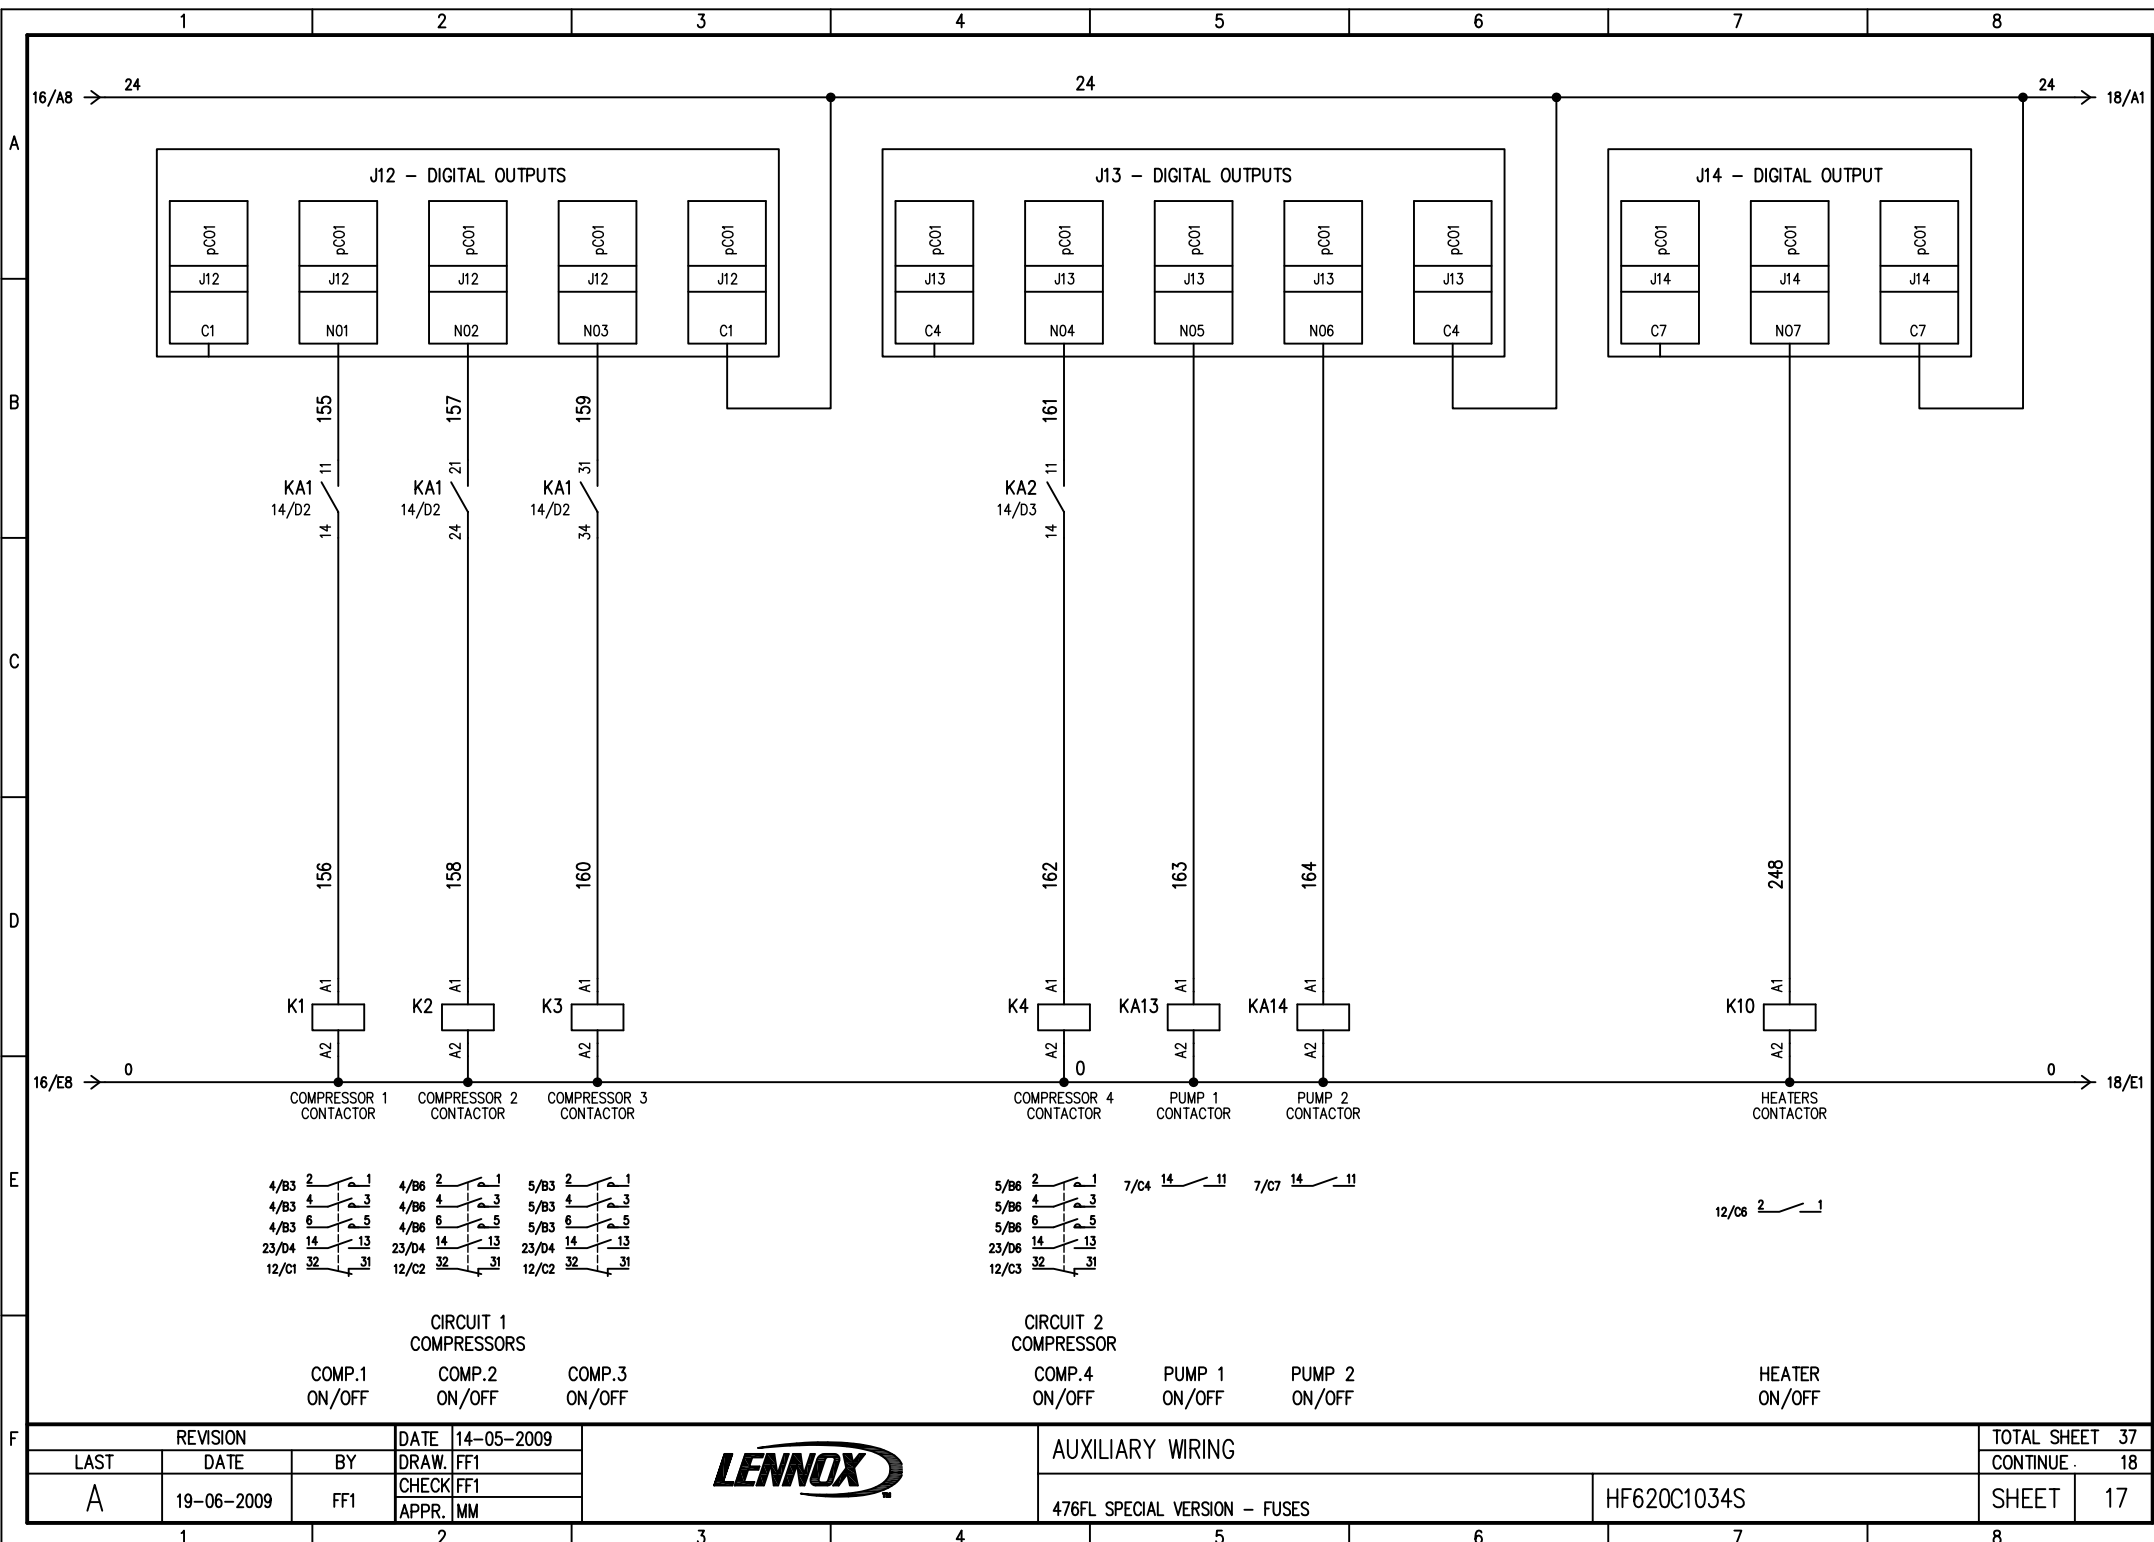 1 2 3 4 5 6 7 8
24 24 24
16/A8 18/A1
A
J12 – DIGITAL OUTPUTS J13 – DIGITAL OUTPUTS J14 – DIGITAL OUTPUT
pCO1 pCO1 pCO1 pCO1 pCO1 pCO1 pCO1 pCO1 pCO1 pCO1 pCO1 pCO1 pCO1
J12 J12 J12 J12 J12 J13 J13 J13 J13 J13 J14 J14 J14
C1 NO1 NO2 NO3 C1 C4 NO4 NO5 NO6 C4 C7 NO7 C7
B
155 157 159 161
11 21 31 11
KA1 KA1 KA1 KA2
14/D2 14/D2 14/D2 14/D3
14 24 34 14
C
156 158 160 162 163 164 248
D
A1 A1 A1 A1 A1 A1 A1
K1 K2 K3 K4 KA13 KA14 K10
A2 A2 A2 A2 A2 A2 A2
0 0 0
16/E8 18/E1
COMPRESSOR 1 COMPRESSOR 2 COMPRESSOR 3 COMPRESSOR 4 PUMP 1 PUMP 2 HEATERS
CONTACTOR CONTACTOR CONTACTOR CONTACTOR CONTACTOR CONTACTOR CONTACTOR
E
4/B3 2 1 4/B6 2 1 5/B3 2 1 5/B6 2 1 7/C4 14 11 7/C7 14 11
4/B3 4 3 4/B6 4 3 5/B3 4 3 5/B6 4 3
12/C6 2 1
4/B3 6 5 4/B6 6 5 5/B3 6 5 5/B6 6 5
23/D4 14 13 23/D4 14 13 23/D4 14 13 23/D6 14 13
12/C1 32 31 12/C2 32 31 12/C2 32 31 12/C3 32 31
CIRCUIT 1 CIRCUIT 2
COMPRESSORS COMPRESSOR
COMP.1 COMP.2 COMP.3 COMP.4 PUMP 1 PUMP 2 HEATER
ON/OFF ON/OFF ON/OFF ON/OFF ON/OFF ON/OFF ON/OFF
F
REVISION DATE 14–05–2009
LAST DATE BY DRAW. FF1
A 19–06–2009 FF1 CHECK FF1
APPR. MM
LENNOX ™
AUXILIARY WIRING
476FL SPECIAL VERSION – FUSES
HF620C1034S
TOTAL SHEET 37
CONTINUE 18
SHEET 17
1 2 3 4 5 6 7 8